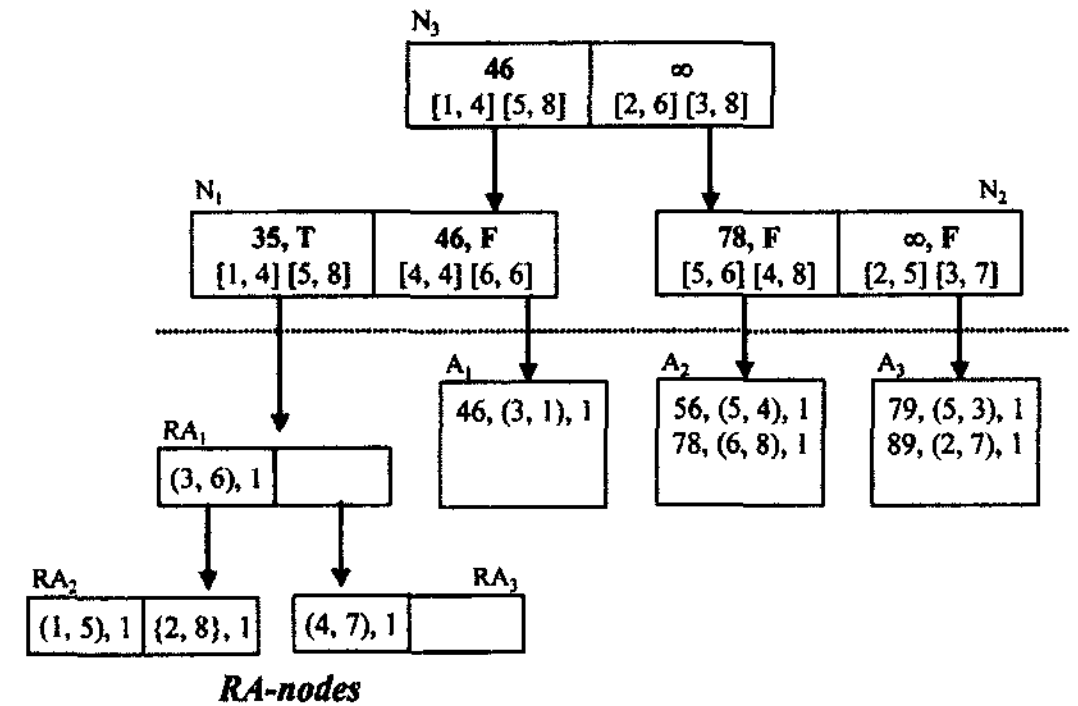 N₃
46 ∞
[1, 4] [5, 8] [2, 6] [3, 8]
N₁ N₂
35, T 46, F 78, F ∞, F
[1, 4] [5, 8] [4, 4] [6, 6] [5, 6] [4, 8] [2, 5] [3, 7]
A₁ A₂ A₃
46, (3, 1), 1 56, (5, 4), 1 79, (5, 3), 1
78, (6, 8), 1 89, (2, 7), 1
RA₁
(3, 6), 1
RA₂ RA₃
(1, 5), 1 {2, 8}, 1 (4, 7), 1
RA-nodes